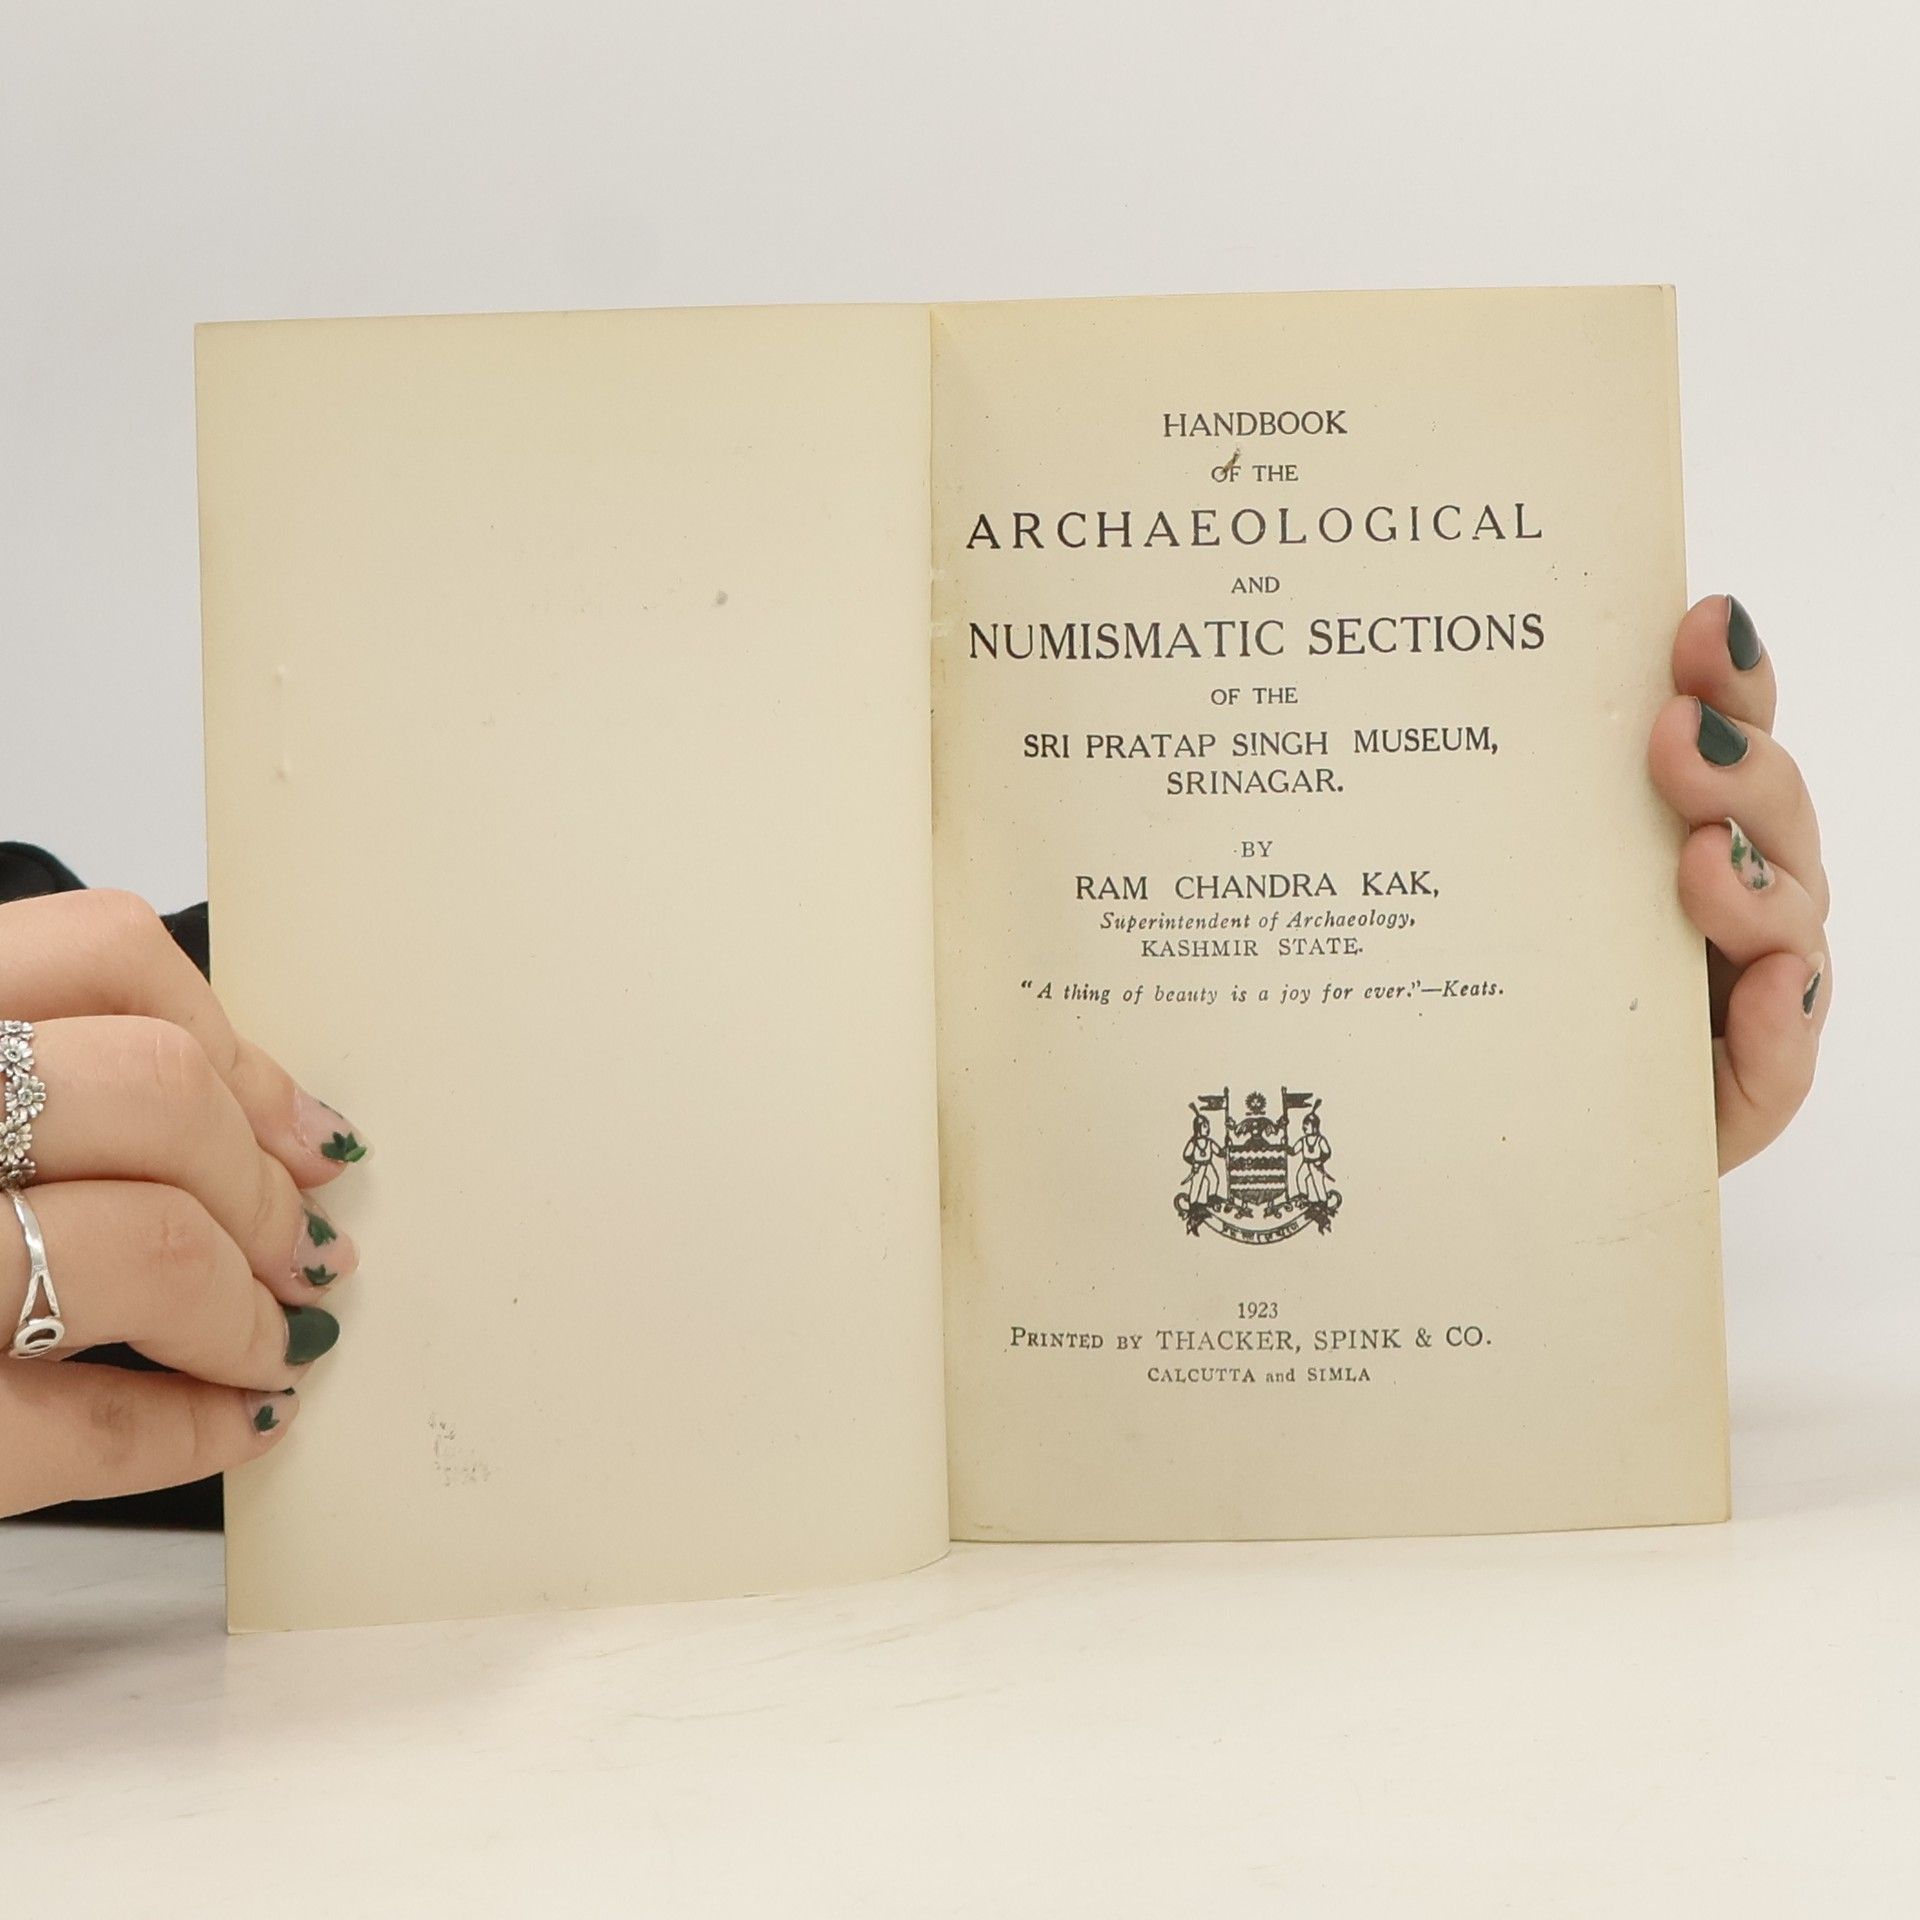 HANDBOOK
OF THE
ARCHAEOLOGICAL
AND
NUMISMATIC SECTIONS
OF THE
SRI PRATAP SINGH MUSEUM,
SRINAGAR.
BY
RAM CHANDRA KAK,
Superintendent of Archaeology,
KASHMIR STATE.
"A thing of beauty is a joy for ever."—Keats.
1923
PRINTED BY THACKER, SPINK & CO.
CALCUTTA and SIMLA